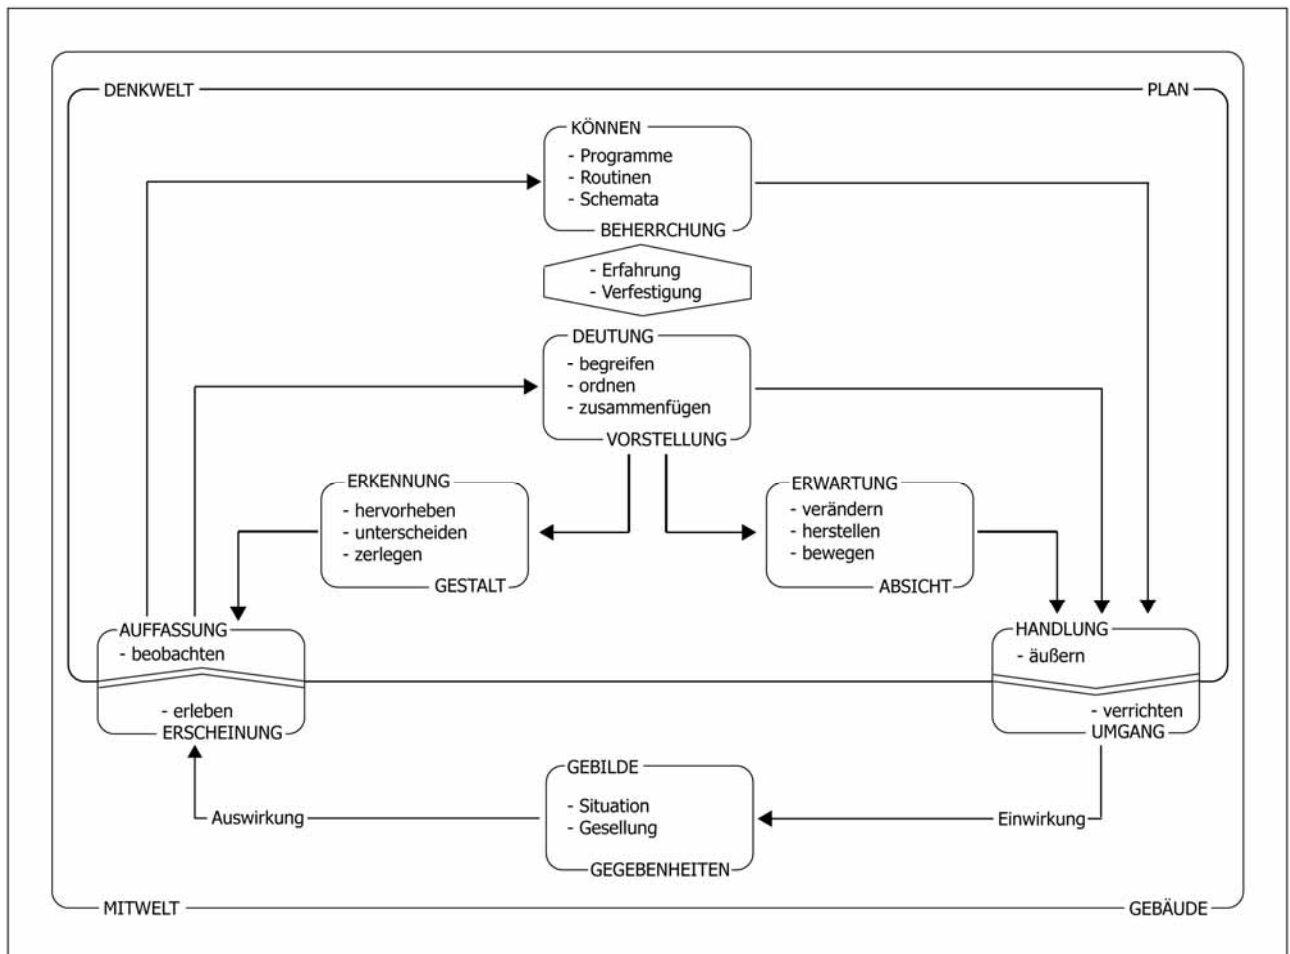 DENKWELT
PLAN
KÖNNEN
- Programme
- Routinen
- Schemata
BEHERRCHUNG
- Erfahrung
- Verfestigung
DEUTUNG
- begreifen
- ordnen
- zusammenfügen
VORSTELLUNG
ERKENNUNG
- hervorheben
- unterscheiden
- zerlegen
GESTALT
ERWARTUNG
- verändern
- herstellen
- bewegen
ABSICHT
AUFFASSUNG
- beobachten
- erleben
ERSCHEINUNG
HANDLUNG
- äußern
- verrichten
UMGANG
GEBILDE
- Situation
- Gesellung
GEGEBENHEITEN
Auswirkung
Einwirkung
MITWELT
GEBÄUDE